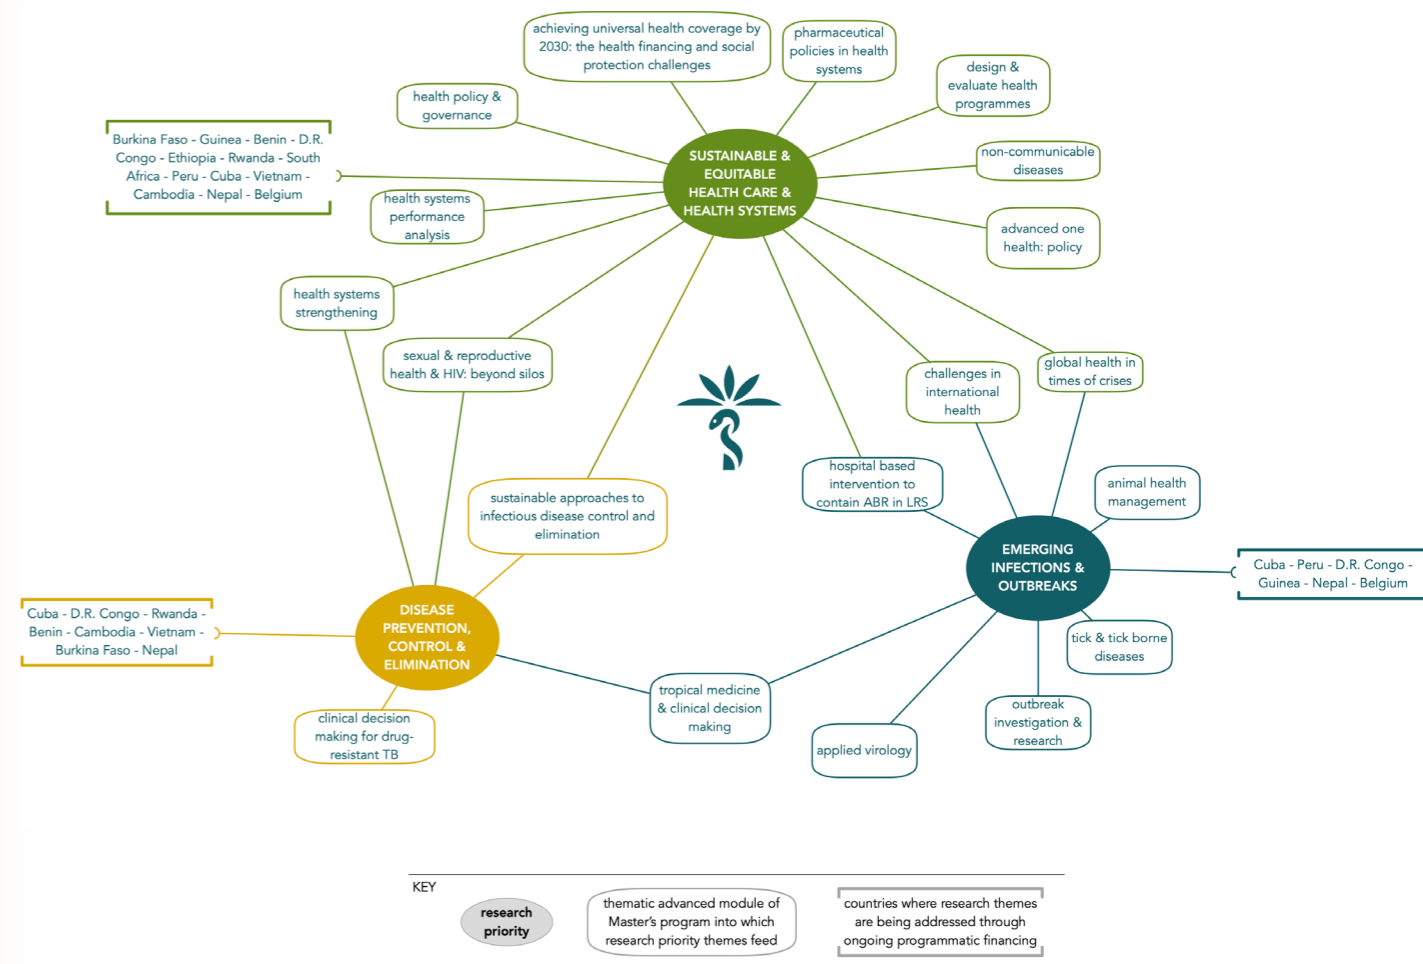 achieving universal health coverage by
2030: the health financing and social
protection challenges
pharmaceutical
policies in health
systems
design &
evaluate health
programmes
health policy &
governance
Burkina Faso - Guinea - Benin - D.R.
Congo - Ethiopia - Rwanda - South
Africa - Peru - Cuba - Vietnam -
Cambodia - Nepal - Belgium
SUSTAINABLE &
EQUITABLE
HEALTH CARE &
HEALTH SYSTEMS
non-communicable
diseases
health systems
performance
analysis
advanced one
health: policy
health systems
strengthening
sexual & reproductive
health & HIV: beyond silos
challenges in
international
health
global health in
times of crises
sustainable approaches to
infectious disease control and
elimination
hospital based
intervention to
contain ABR in LRS
animal health
management
EMERGING
INFECTIONS &
OUTBREAKS
Cuba - Peru - D.R. Congo -
Guinea - Nepal - Belgium
Cuba - D.R. Congo - Rwanda -
Benin - Cambodia - Vietnam -
Burkina Faso - Nepal
DISEASE
PREVENTION,
CONTROL &
ELIMINATION
tick & tick borne
diseases
clinical decision
making for drug-
resistant TB
tropical medicine
& clinical decision
making
applied virology
outbreak
investigation &
research
KEY
research
priority
thematic advanced module of
Master's program into which
research priority themes feed
countries where research themes
are being addressed through
ongoing programmatic financing